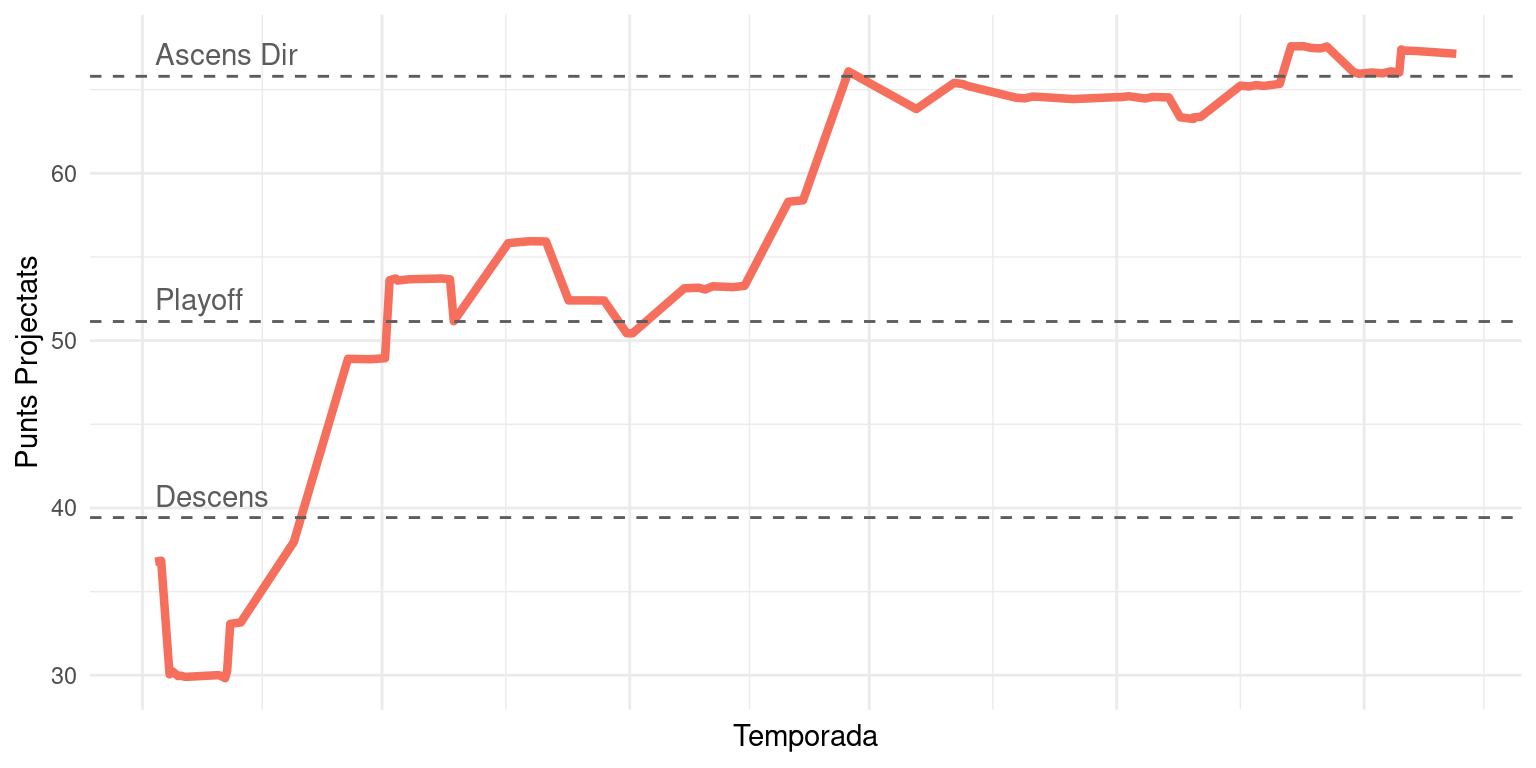 Ascens Dir
60
Playoff
50
Punts Projectats
Descens
40
30
Temporada